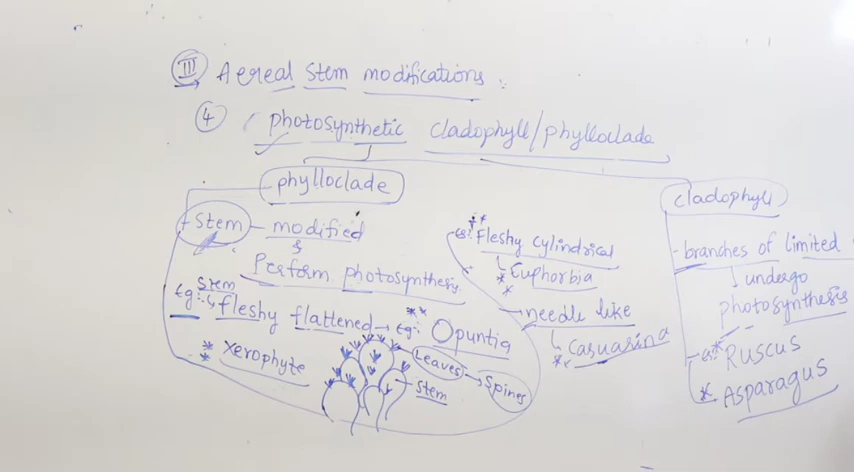 III Aereal Stem modifications
4 photosynthetic cladophyll/phylloclade
phylloclade
Stem - modified
&
Perform photosynthesis
Eg: Stem
fleshy flattened → eg: Opuntia
xerophyte
Leaves → Spines
Stem
eg: Fleshy cylindrical
Euphorbia
needle like
Casuarina
cladophyll
- branches of limited
undergo
photosynthesis
eg: Ruscus
Asparagus